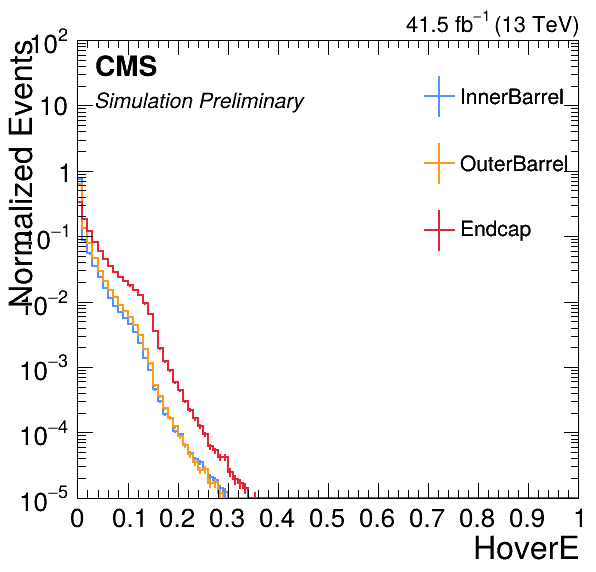 41.5 fb⁻¹ (13 TeV)
CMS
Simulation Preliminary
InnerBarrel
OuterBarrel
Endcap
Normalized Events
10²
10
1
10⁻¹
10⁻²
10⁻³
10⁻⁴
10⁻⁵
0 0.1 0.2 0.3 0.4 0.5 0.6 0.7 0.8 0.9 1
HoverE